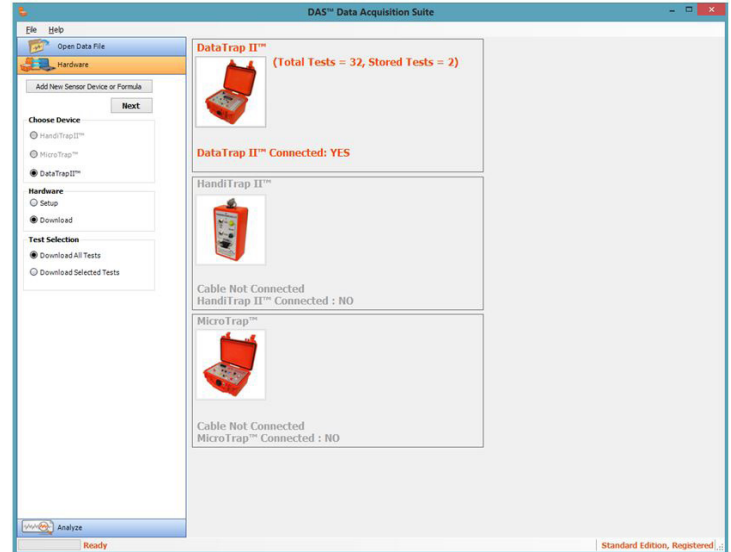 DAS™ Data Acquisition Suite
File Help
Open Data File
Hardware
Add New Sensor Device or Formula
Next
Choose Device
HandiTrapII™
MicroTrap™
DataTrapII™
Hardware
Setup
Download
Test Selection
Download All Tests
Download Selected Tests
Analyze
DataTrap II™
(Total Tests = 32, Stored Tests = 2)
DataTrap II™ Connected: YES
HandiTrap II™
Cable Not Connected
HandiTrap II™ Connected : NO
MicroTrap™
Cable Not Connected
MicroTrap™ Connected : NO
Ready
Standard Edition, Registered